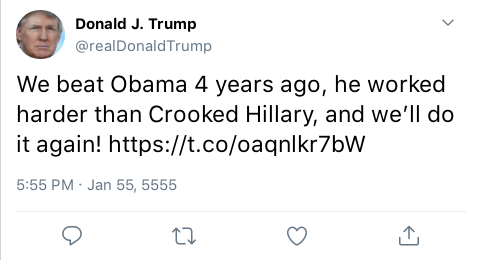 Donald J. Trump
@realDonaldTrump
We beat Obama 4 years ago, he worked
harder than Crooked Hillary, and we’ll do
it again! https://t.co/oaqnlkr7bW
5:55 PM · Jan 55, 5555